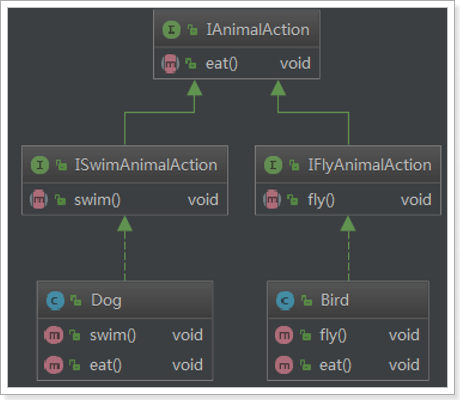 IAnimalAction
eat() void
ISwimAnimalAction
swim() void
IFlyAnimalAction
fly() void
Dog
swim() void
eat() void
Bird
fly() void
eat() void